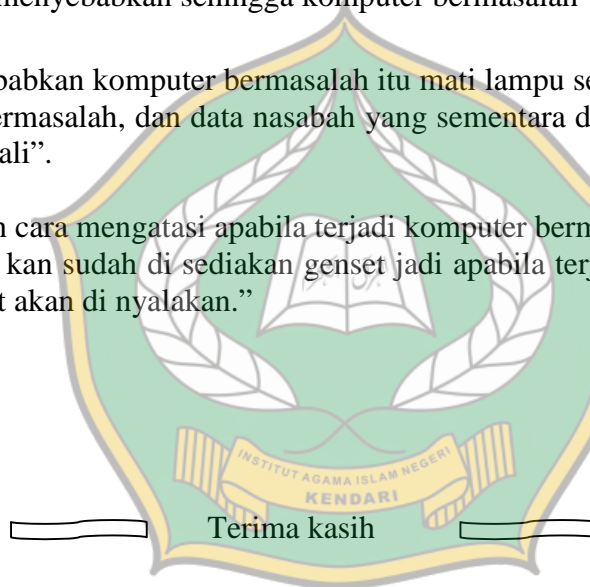 menyebabkan sehingga komputer bermasalah
babkan komputer bermasalah itu mati lampu se
ermasalah, dan data nasabah yang sementara d
ali”.
n cara mengatasi apabila terjadi komputer berm
kan sudah di sediakan genset jadi apabila terj
t akan di nyalakan.”
INSTITUT AGAMA ISLAM NEGERI
KENDARI
Terima kasih